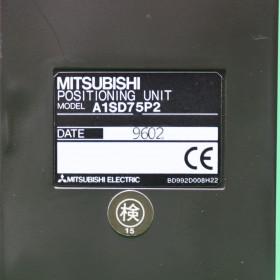 MITSUBISHI
POSITIONING UNIT
MODEL A1SD75P2
DATE 9602
CE
MITSUBISHI ELECTRIC BD992D008H22
検
15